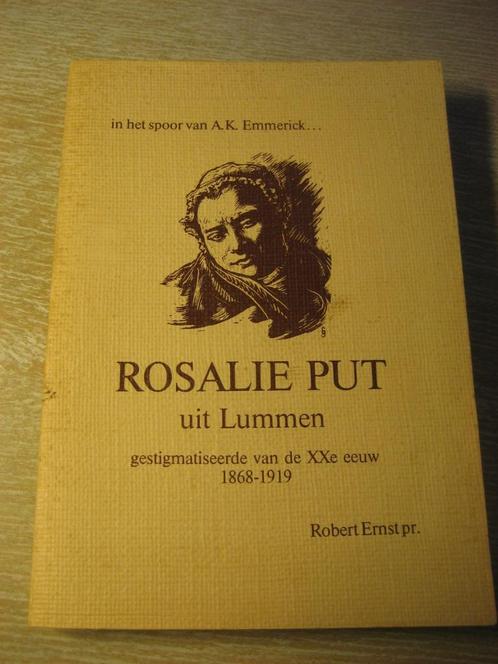 in het spoor van A.K. Emmerick...
ROSALIE PUT
uit Lummen
gestigmatiseerde van de XXe eeuw
1868-1919
Robert Ernst pr.